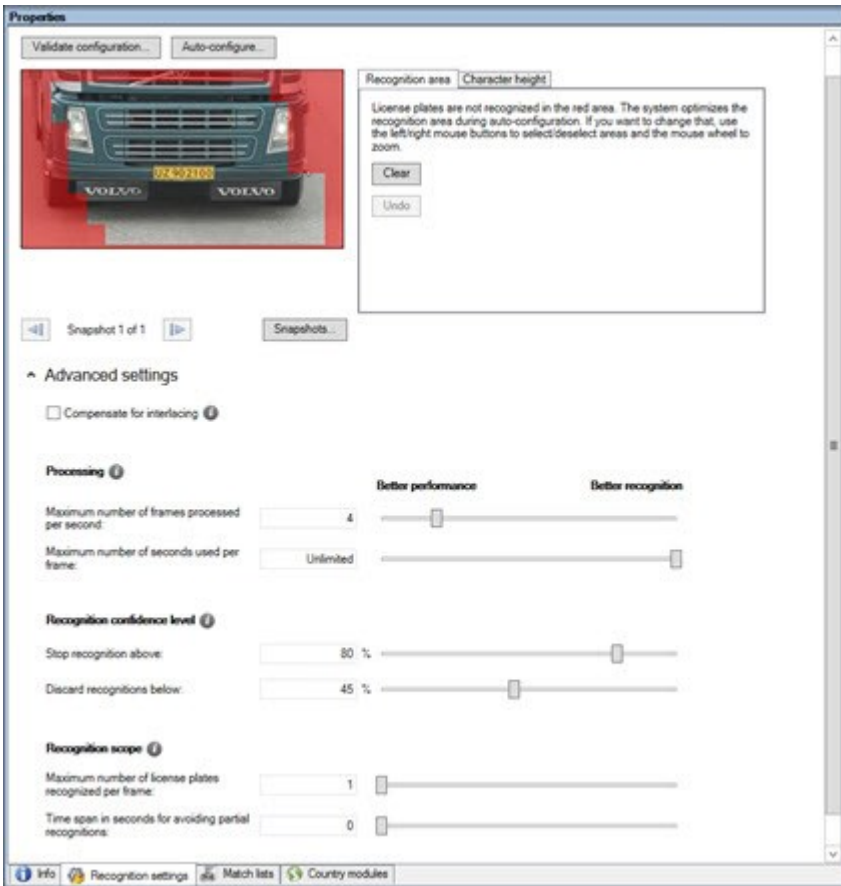 Properties
Validate configuration... Auto-configure...
Recognition area Character height
License plates are not recognized in the red area. The system optimizes the
recognition area during auto-configuration. If you want to change that, use
the left/right mouse buttons to select/deselect areas and the mouse wheel to
zoom.
Clear
Undo
UZ 902100
VOLVO VOLVO
Snapshot 1 of 1 Snapshots...
Advanced settings
Compensate for interlacing
Processing
Better performance Better recognition
Maximum number of frames processed
per second: 4
Maximum number of seconds used per
frame: Unlimited
Recognition confidence level
Stop recognition above: 80 %
Discard recognitions below: 45 %
Recognition scope
Maximum number of license plates
recognized per frame: 1
Time span in seconds for avoiding partial
recognitions: 0
Info Recognition settings Match lists Country modules